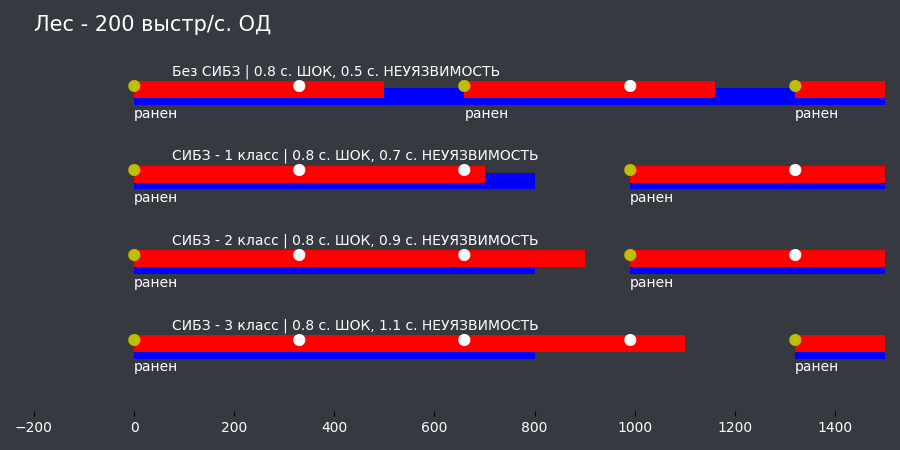 Лес - 200 выстр/с. ОД
Без СИБЗ | 0.8 с. ШОК, 0.5 с. НЕУЯЗВИМОСТЬ
ранен ранен ранен
СИБЗ - 1 класс | 0.8 с. ШОК, 0.7 с. НЕУЯЗВИМОСТЬ
ранен ранен
СИБЗ - 2 класс | 0.8 с. ШОК, 0.9 с. НЕУЯЗВИМОСТЬ
ранен ранен
СИБЗ - 3 класс | 0.8 с. ШОК, 1.1 с. НЕУЯЗВИМОСТЬ
ранен ранен
−200 0 200 400 600 800 1000 1200 1400